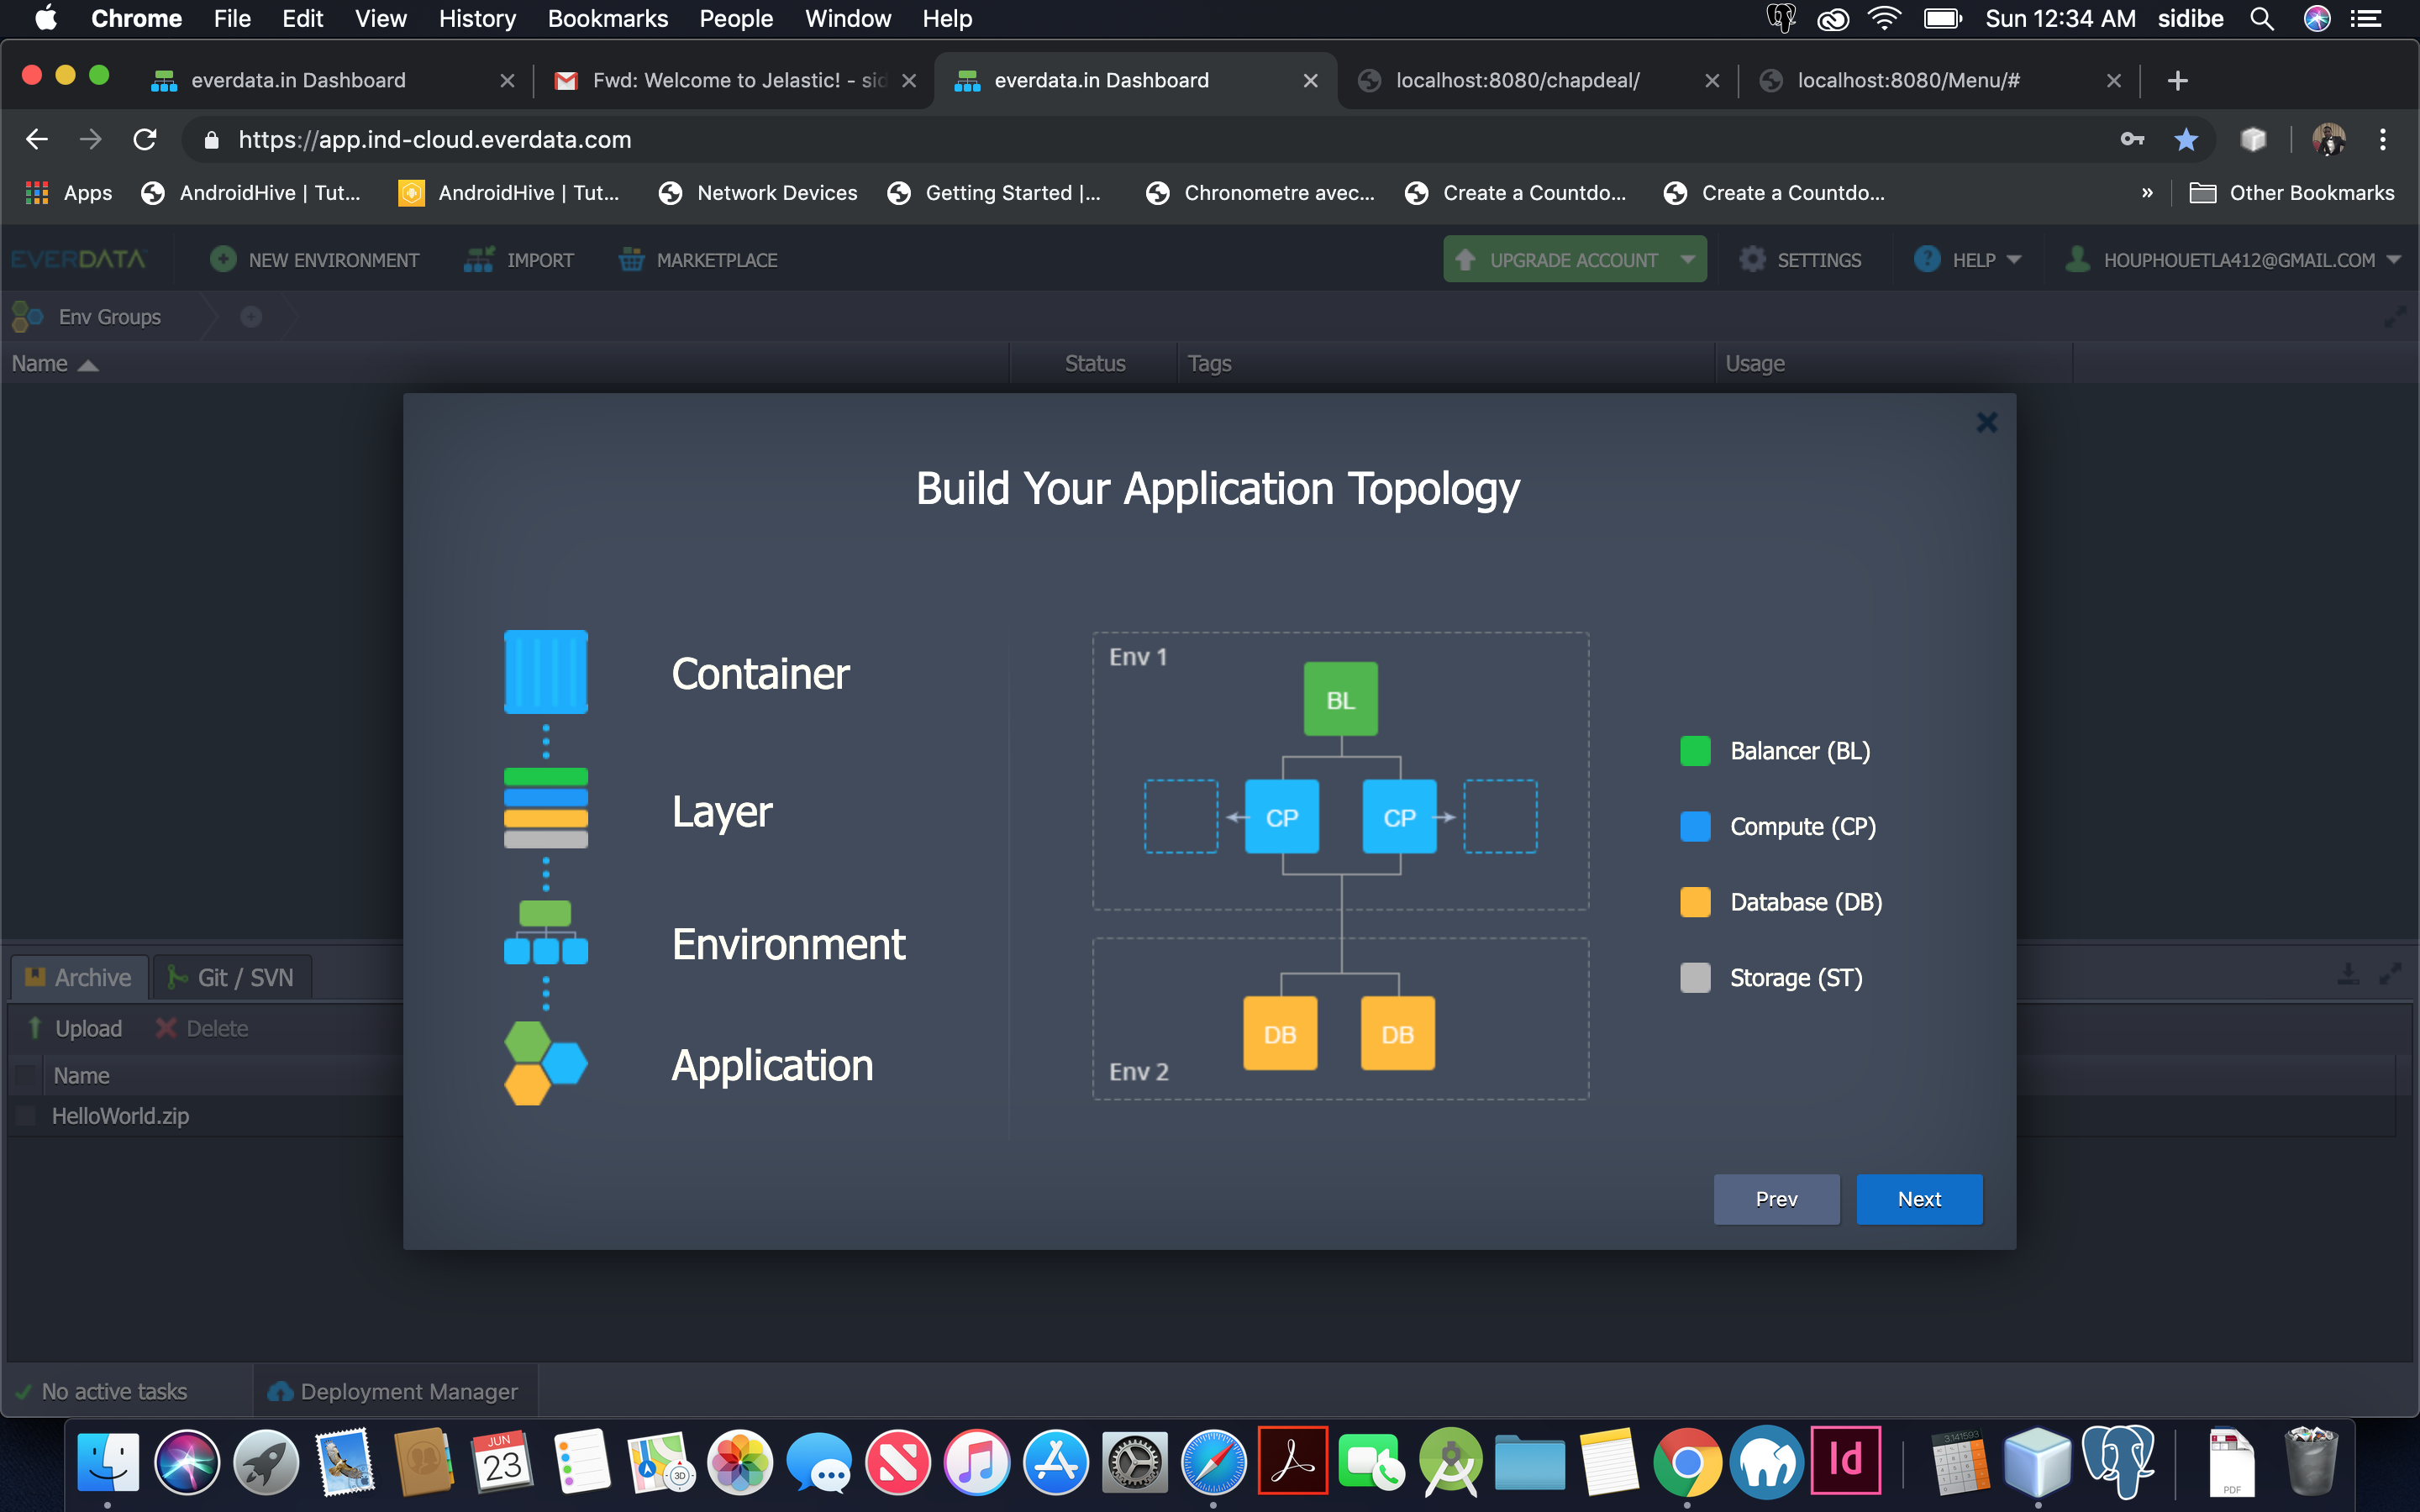 Chrome File Edit View History Bookmarks People Window Help Sun 12:34 AM sidibe
everdata.in Dashboard Fwd: Welcome to Jelastic! - sid everdata.in Dashboard localhost:8080/chapdeal/ localhost:8080/Menu/#
https://app.ind-cloud.everdata.com
Apps AndroidHive | Tut... AndroidHive | Tut... Network Devices Getting Started |... Chronometre avec... Create a Countdo... Create a Countdo... » Other Bookmarks
EVERDATA NEW ENVIRONMENT IMPORT MARKETPLACE UPGRADE ACCOUNT SETTINGS ? HELP HOUPHOUETLA412@GMAIL.COM
Env Groups
Name Status Tags Usage
Build Your Application Topology
Container
Layer
Environment
Application
Env 1
BL
CP CP
DB DB
Env 2
Balancer (BL)
Compute (CP)
Database (DB)
Storage (ST)
Prev Next
Archive Git / SVN
Upload Delete
Name
HelloWorld.zip
No active tasks Deployment Manager
JUN
23
3D
Id
3.141593
PDF